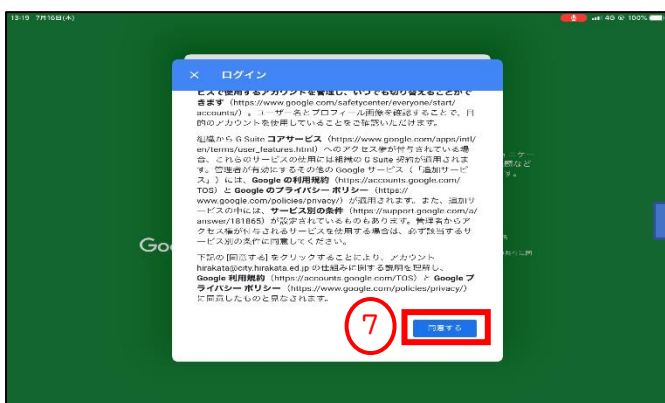 13:19 7月16日(木)
4G 100%
× ログイン
ビスで使用するアカウントを管理し、いつでも切り替えることがで
きます（https://www.google.com/safetycenter/everyone/start/
accounts/）。ユーザー名とプロフィール画像を確認することで、目
的のアカウントを使用していることをご確認いただけます。
組織から G Suite コアサービス（https://www.google.com/apps/intl/
en/terms/user_features.html）へのアクセス権が付与されている場
合、これらのサービスの使用には組織の G Suite 契約が適用されま
す。管理者が有効にするその他の Google サービス（「追加サービ
ス」）には、Google の利用規約（https://accounts.google.com/
TOS）と Google のプライバシー ポリシー（https://
www.google.com/policies/privacy/）が適用されます。また、追加サ
ービスの中には、サービス別の条件（https://support.google.com/a/
answer/181865）が設定されているものもあります。管理者からア
クセス権が付与されるサービスを使用する場合は、必ず該当するサ
ービス別の条件に同意してください。
下記の [同意する] をクリックすることにより、アカウント
hirakata@city.hirakata.ed.jp の仕組みに関する説明を理解し、
Google 利用規約（https://accounts.google.com/TOS）と Google プ
ライバシー ポリシー（https://www.google.com/policies/privacy/）
に同意したものと見なされます。
Goo
7
同意する